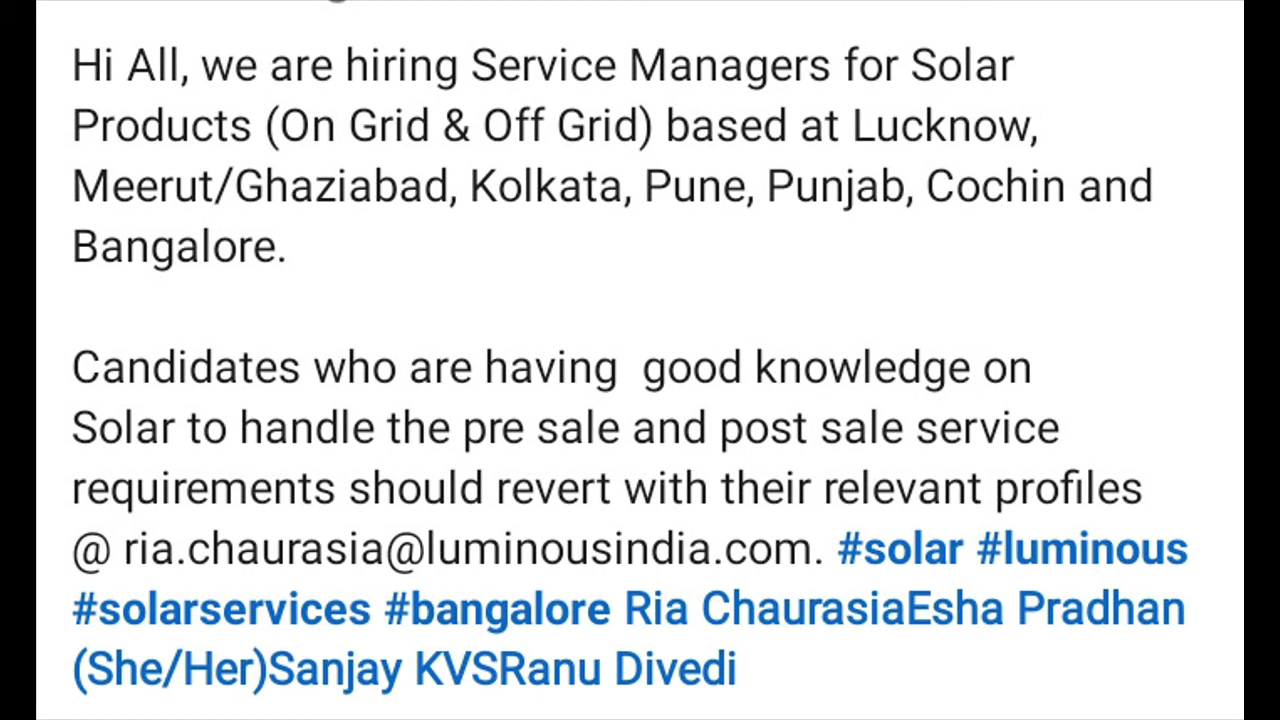 Hi All, we are hiring Service Managers for Solar
Products (On Grid & Off Grid) based at Lucknow,
Meerut/Ghaziabad, Kolkata, Pune, Punjab, Cochin and
Bangalore.
Candidates who are having  good knowledge on
Solar to handle the pre sale and post sale service
requirements should revert with their relevant profiles
@ ria.chaurasia@luminousindia.com. #solar #luminous
#solarservices #bangalore Ria ChaurasiaEsha Pradhan
(She/Her)Sanjay KVSRanu Divedi